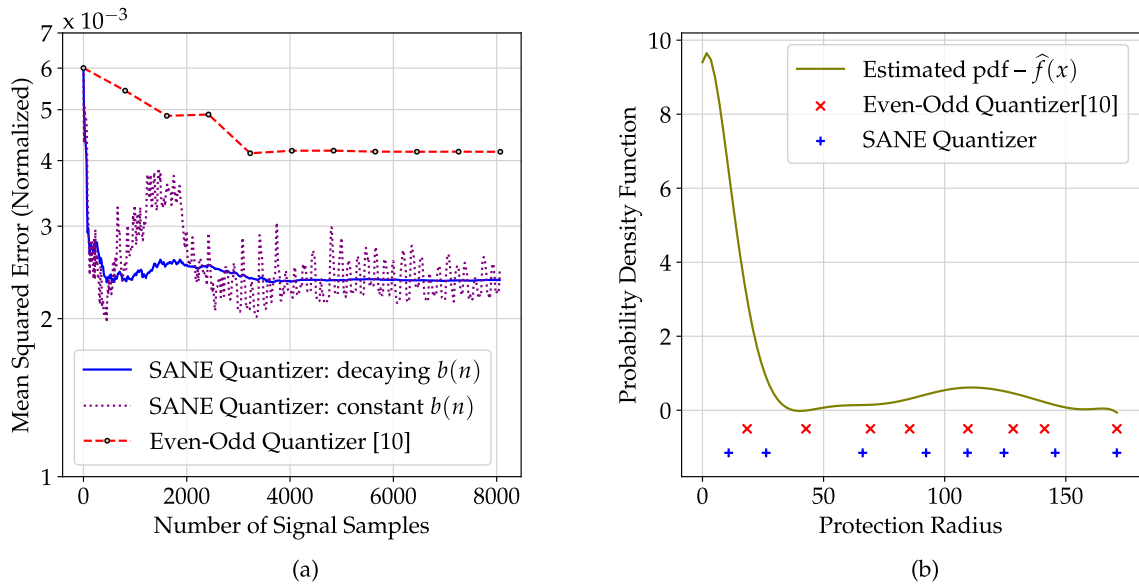 7 × 10⁻³
6
5
4
3
2
1
Mean Squared Error (Normalized)
SANE Quantizer: decaying b(n)
SANE Quantizer: constant b(n)
Even-Odd Quantizer [10]
0 2000 4000 6000 8000
Number of Signal Samples
(a)
10
8
6
4
2
0
Probability Density Function
Estimated pdf – f̂(x)
Even-Odd Quantizer[10]
SANE Quantizer
0 50 100 150
Protection Radius
(b)